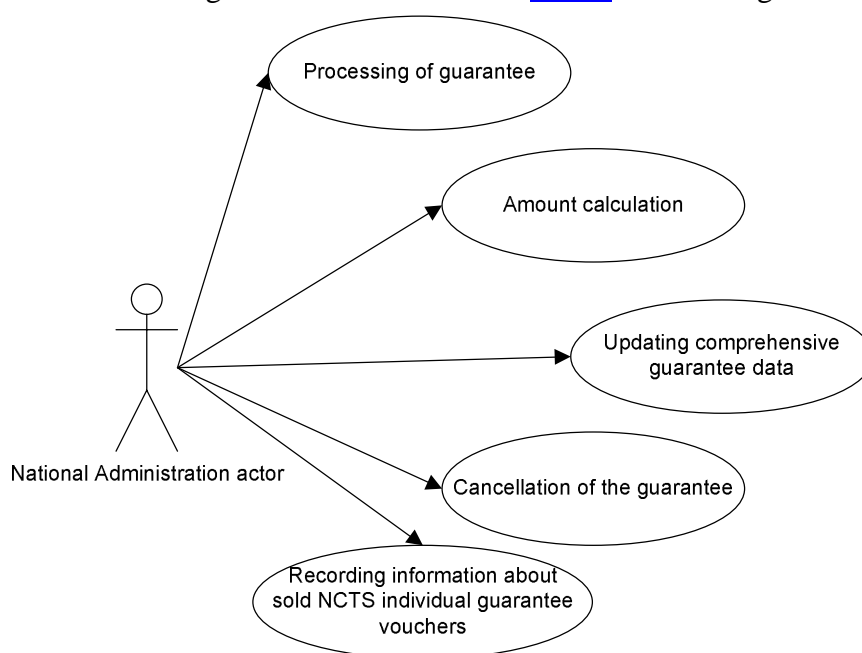 Processing of guarantee
Amount calculation
Updating comprehensive
guarantee data
National Administration actor
Cancellation of the guarantee
Recording information about
sold NCTS individual guarantee
vouchers